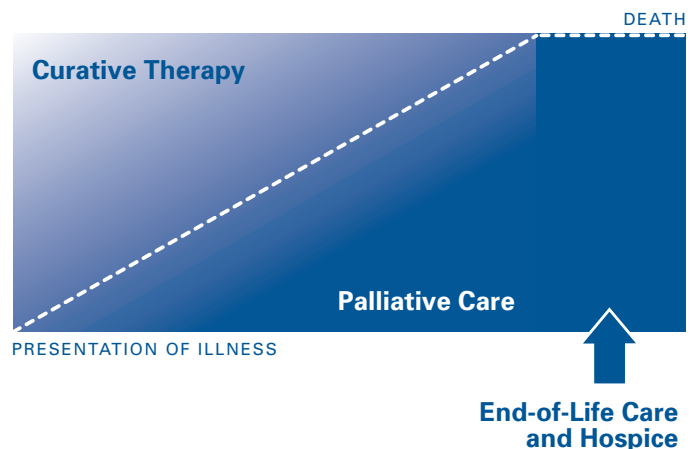 DEATH
Curative Therapy
Palliative Care
PRESENTATION OF ILLNESS
End-of-Life Care
and Hospice